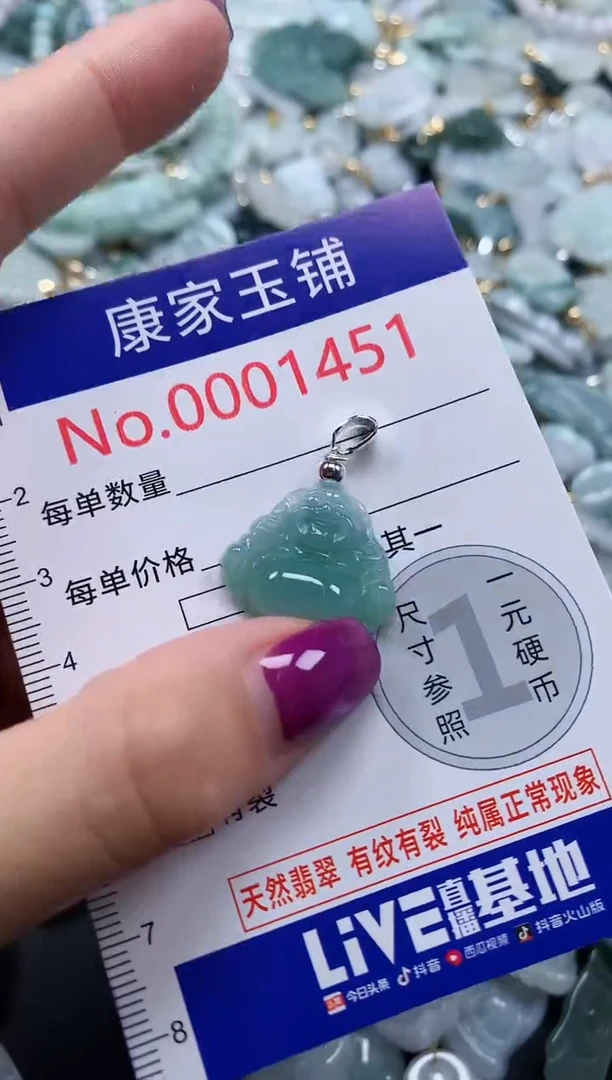 康家玉铺
No.0001451
2
每单数量
其一
3
每单价格
一元硬币
尺寸参照
1
4
有裂
天然翡翠 有纹有裂 纯属正常现象
7
LiVE直播基地
今日头条 抖音 西瓜视频 抖音火山版
8